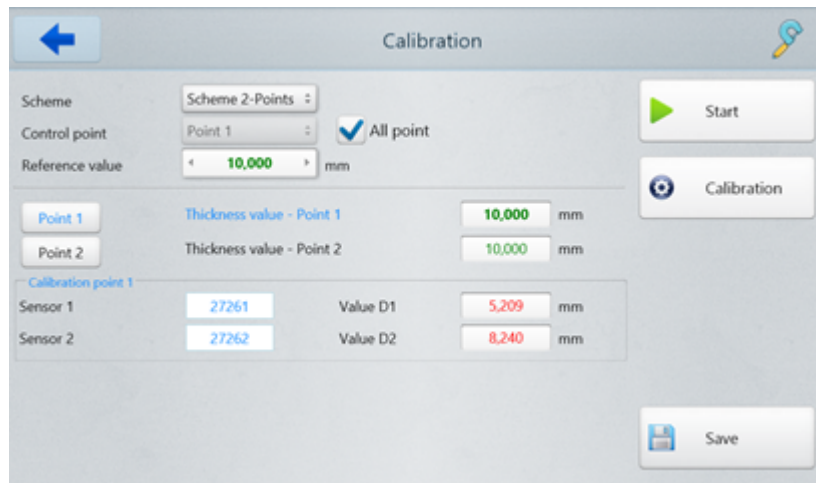 Calibration
Scheme Scheme 2-Points
Control point Point 1 All point
Reference value 10,000 mm
Start
Calibration
Point 1 Thickness value - Point 1 10,000 mm
Point 2 Thickness value - Point 2 10,000 mm
Calibration point 1
Sensor 1 27261 Value D1 5,209 mm
Sensor 2 27262 Value D2 8,240 mm
Save